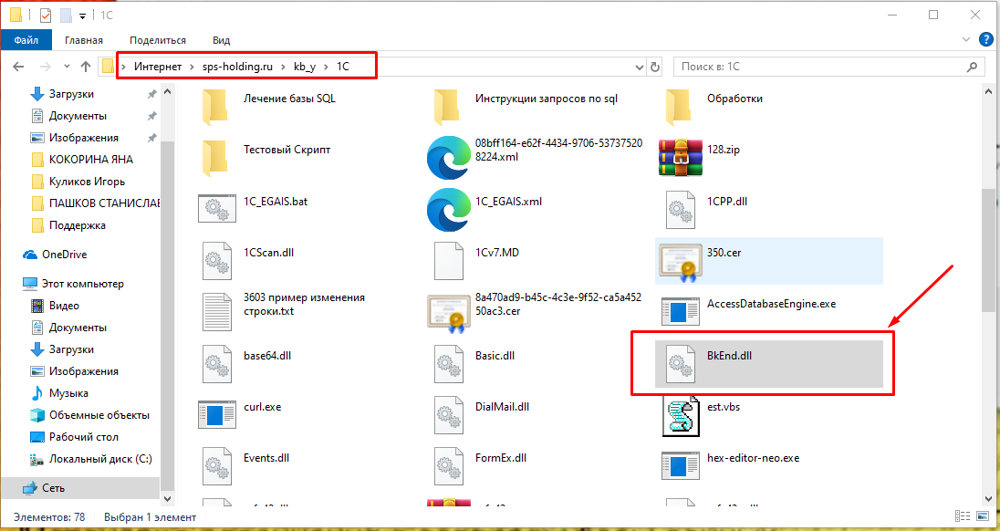 1С
Файл
Главная
Поделиться
Вид
?
Интернет
sps-holding.ru
kb_y
1С
Поиск в: 1С
Загрузки
Документы
Изображения
КОКОРИНА ЯНА
Куликов Игорь
ПАШКОВ СТАНИСЛАВ
Поддержка
OneDrive
Этот компьютер
Видео
Документы
Загрузки
Изображения
Музыка
Объемные объекты
Рабочий стол
Локальный диск (C:)
Сеть
Лечение базы SQL
Инструкции запросов по sql
Обработки
Тестовый Скрипт
08bff164-e62f-4434-9706-53737520
8224.xml
128.zip
1C_EGAIS.bat
1C_EGAIS.xml
1CPP.dll
1CScan.dll
1Cv7.MD
350.cer
3603 пример изменения
строки.txt
8a470ad9-b45c-4c3e-9f52-ca5a452
50ac3.cer
AccessDatabaseEngine.exe
base64.dll
Basic.dll
BkEnd.dll
curl.exe
DialMail.dll
est.vbs
Events.dll
FormEx.dll
hex-editor-neo.exe
Элементов: 78
Выбран 1 элемент